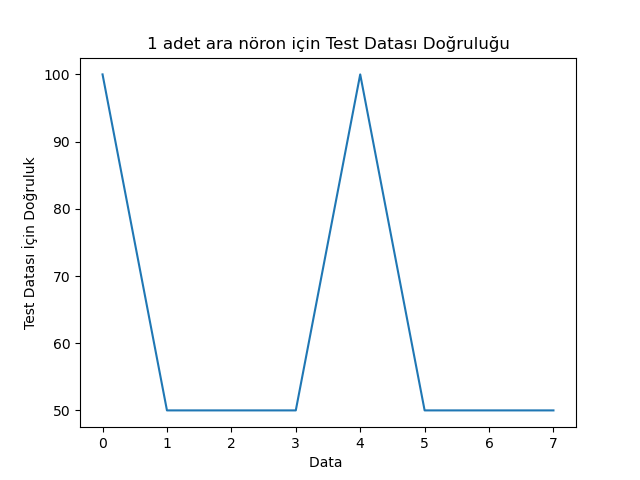 1 adet ara nöron için Test Datası Doğruluğu
Test Datası İçin Doğruluk
100
90
80
70
60
50
0 1 2 3 4 5 6 7
Data